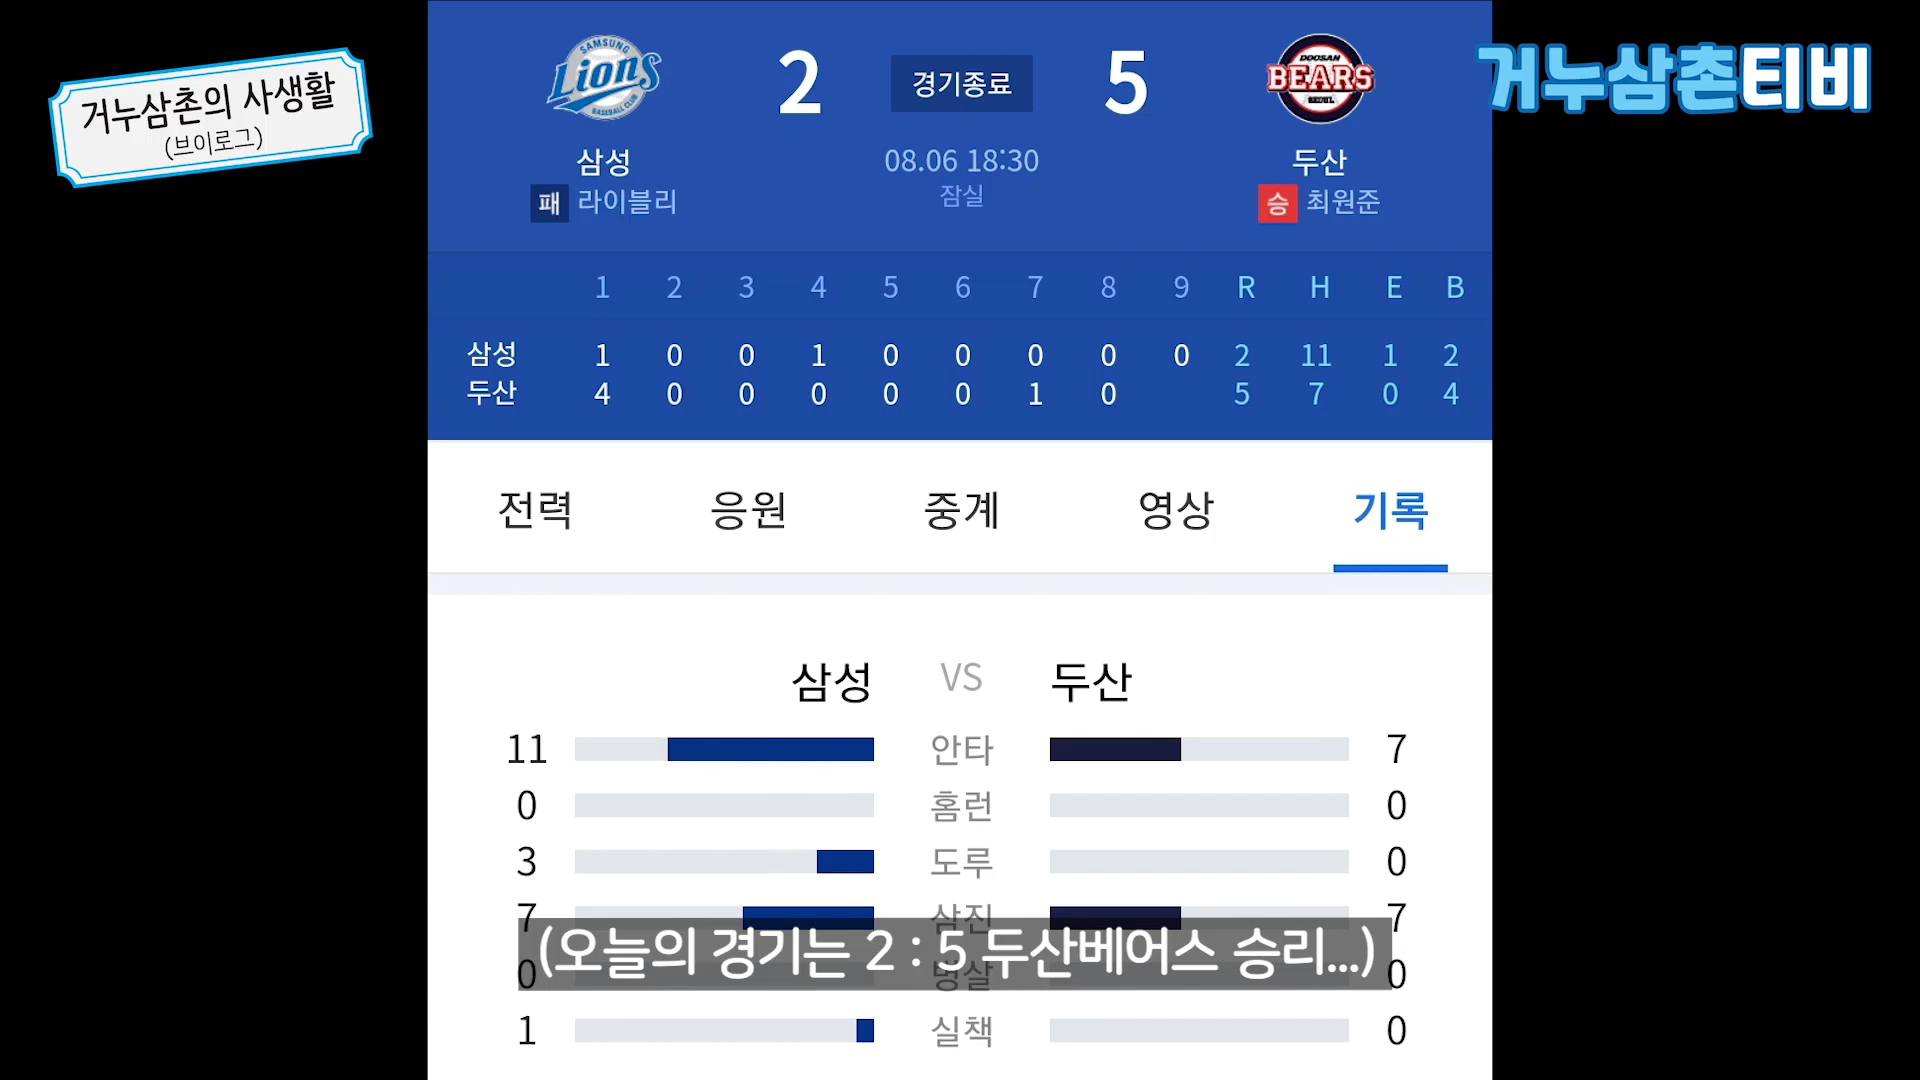 거누삼촌의 사생활
(브이로그)
거누삼촌티비
SAMSUNG
Lions
BASEBALL CLUB
2 경기종료 5
DOOSAN
BEARS
SEOUL
삼성 08.06 18:30 두산
패 라이블리 잠실 승 최원준
1 2 3 4 5 6 7 8 9 R H E B
삼성 1 0 0 1 0 0 0 0 0 2 11 1 2
두산 4 0 0 0 0 0 1 0 5 7 0 4
전력 응원 중계 영상 기록
삼성 VS 두산
11 안타 7
0 홈런 0
3 도루 0
7 삼진 7
(오늘의 경기는 2 : 5 두산베어스 승리...)
0 병살 0
1 실책 0